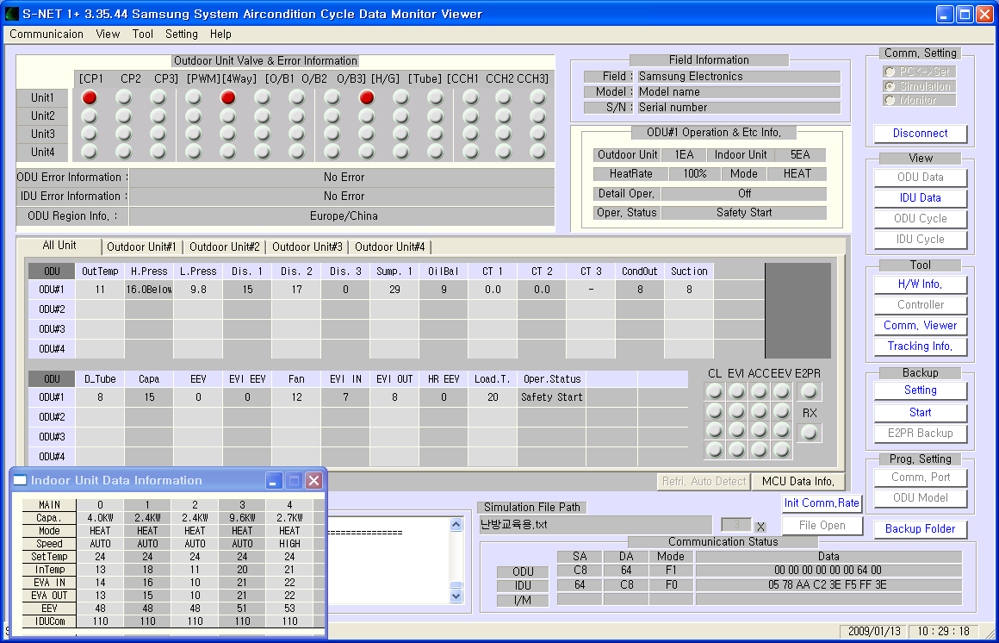 S-NET 1+ 3.35.44 Samsung System Aircondition Cycle Data Monitor Viewer
Communicaion View Tool Setting Help
Outdoor Unit Valve & Error Information
[CP1 CP2 CP3] [PWM] [4Way] [O/B1 O/B2 O/B3] [H/G] [Tube] [CCH1 CCH2 CCH3]
Unit1
Unit2
Unit3
Unit4
ODU Error Information : No Error
IDU Error Information : No Error
ODU Region Info. : Europe/China
Field Information
Field : Samsung Electronics
Model : Model name
S/N : Serial number
ODU#1 Operation & Etc Info.
Outdoor Unit 1EA Indoor Unit 5EA
HeatRate 100% Mode HEAT
Detail Oper. Off
Oper. Status Safety Start
Comm. Setting
PC<->Set
Simulation
Monitor
Disconnect
View
ODU Data
IDU Data
ODU Cycle
IDU Cycle
Tool
H/W Info.
Controller
Comm. Viewer
Tracking Info.
Backup
Setting
Start
E2PR Backup
Prog. Setting
Comm. Port
ODU Model
Backup Folder
All Unit Outdoor Unit#1 Outdoor Unit#2 Outdoor Unit#3 Outdoor Unit#4
ODU OutTemp H.Press L.Press Dis. 1 Dis. 2 Dis. 3 Sump. 1 OilBal CT 1 CT 2 CT 3 CondOut Suction
ODU#1 11 16.0Below 9.8 15 17 0 29 9 0.0 0.0 - 8 8
ODU#2
ODU#3
ODU#4
ODU D_Tube Capa EEV EVI EEV Fan EVI IN EVI OUT HR EEV Load.T. Oper.Status
ODU#1 8 15 0 0 12 7 8 0 20 Safety Start
ODU#2
ODU#3
ODU#4
CL EVI ACC EEV E2PR
RX
Refri. Auto Detect MCU Data Info.
Indoor Unit Data Information
MAIN 0 1 2 3 4
Capa. 4.0KW 2.4KW 2.4KW 9.6KW 2.7KW
Mode HEAT HEAT HEAT HEAT HEAT
Speed AUTO AUTO AUTO AUTO HIGH
SetTemp 24 24 24 24 24
InTemp 13 18 11 20 21
EVA IN 14 16 10 21 22
EVA OUT 13 15 10 21 22
EEV 48 48 48 51 53
IDUCom 110 110 110 110 110
==============
Simulation File Path
난방교육용.txt
3 X
Init Comm.Rate
File Open
Communication Status
SA DA Mode Data
ODU C8 64 F1 00 00 00 00 00 00 64 00
IDU 64 C8 F0 05 78 AA C2 3E F5 FF 3E
I/M
2009/01/13 10 : 29 : 18